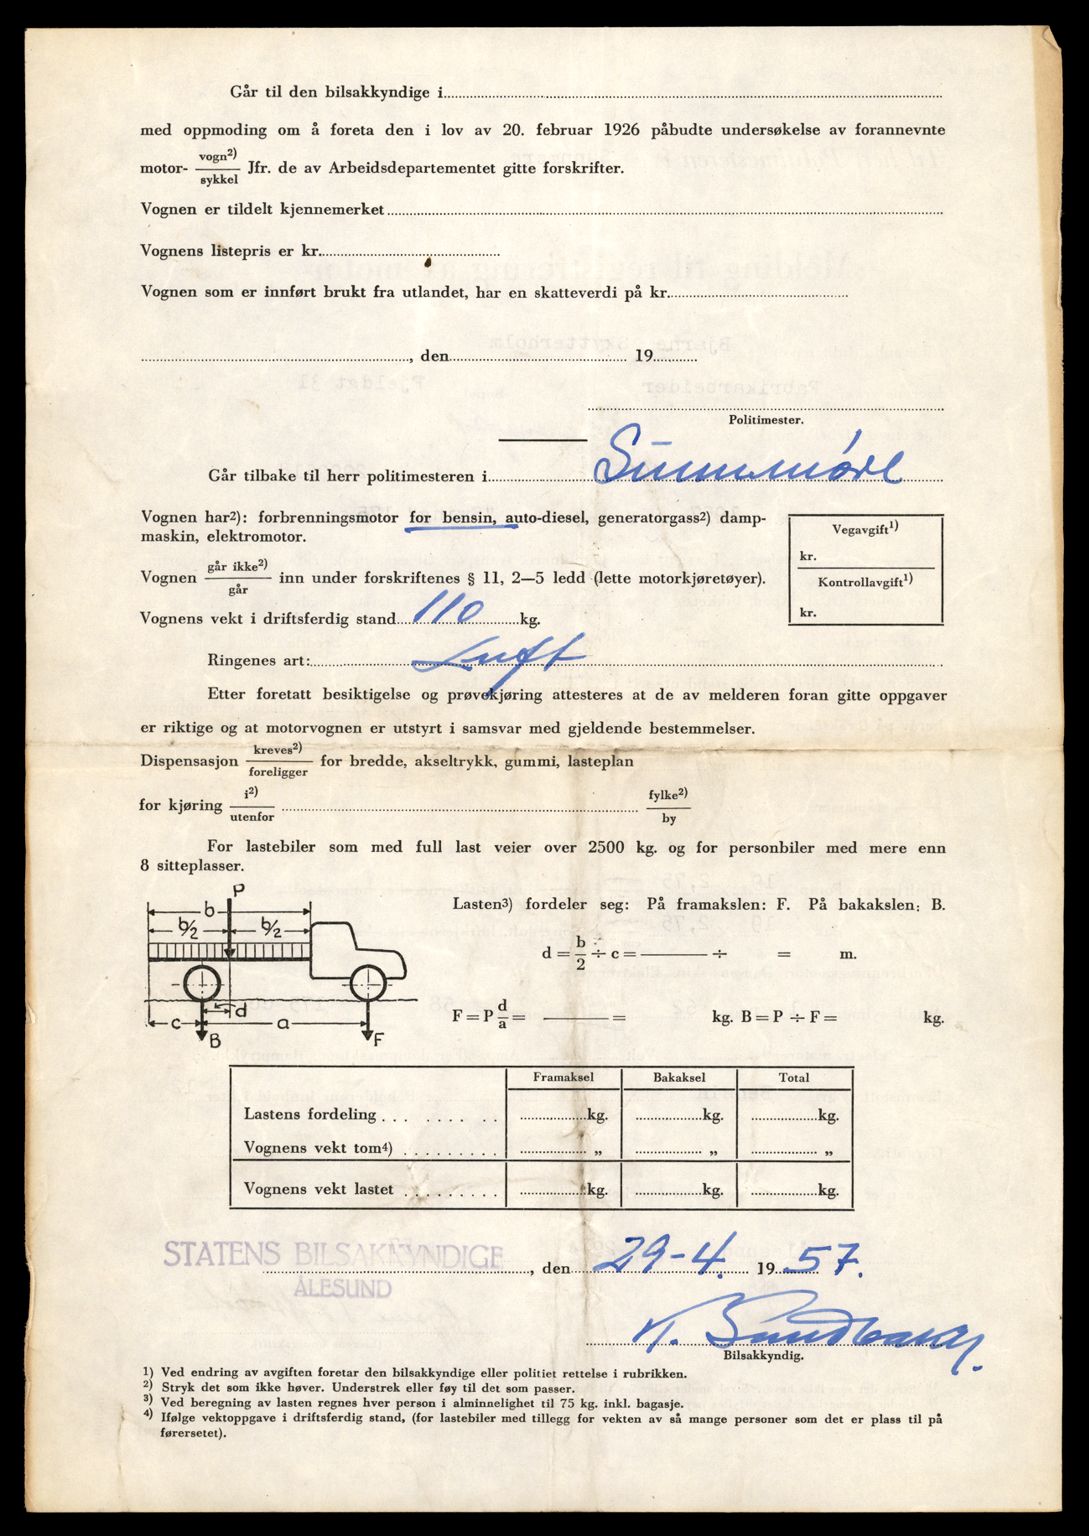 Går til den bilsakkyndige i
med oppmoding om å foreta den i lov av 20. februar 1926 påbudte undersøkelse av forannevnte
motor- vogn2) / sykkel Jfr. de av Arbeidsdepartementet gitte forskrifter.
Vognen er tildelt kjennemerket
Vognens listepris er kr.
Vognen som er innført brukt fra utlandet, har en skatteverdi på kr.
, den 19
Politimester.
Går tilbake til herr politimesteren i Sunnmøre
Vognen har2): forbrenningsmotor for bensin, auto-diesel, generatorgass2) damp-
maskin, elektromotor.
Vegavgift1)
kr.
Kontrollavgift1)
kr.
Vognen går ikke2) / går inn under forskriftenes § 11, 2—5 ledd (lette motorkjøretøyer).
Vognens vekt i driftsferdig stand 110 kg.
Ringenes art: Luft
Etter foretatt besiktigelse og prøvekjøring attesteres at de av melderen foran gitte oppgaver
er riktige og at motorvognen er utstyrt i samsvar med gjeldende bestemmelser.
Dispensasjon kreves2) / foreligger for bredde, akseltrykk, gummi, lasteplan
for kjøring i2) / utenfor fylke2) / by
For lastebiler som med full last veier over 2500 kg. og for personbiler med mere enn
8 sitteplasser.
P
b
b/2 b/2
d
c a
B F
Lasten3) fordeler seg: På framakslen: F. På bakakslen: B.
d = b/2 ÷ c = ——— ÷ = m.
F = P d/a = ——— = kg. B = P ÷ F = kg.
Framaksel Bakaksel Total
Lastens fordeling . . . . . . . . . kg. kg. kg.
Vognens vekt tom4) . . . . . . . . . „ „ „
Vognens vekt lastet . . . . . . . . . kg. kg. kg.
STATENS BILSAKKYNDIGE
ÅLESUND
, den 29-4. 19 57.
Bilsakkyndig.
1) Ved endring av avgiften foretar den bilsakkyndige eller politiet rettelse i rubrikken.
2) Stryk det som ikke høver. Understrek eller føy til det som passer.
3) Ved beregning av lasten regnes hver person i alminnelighet til 75 kg. inkl. bagasje.
4) Ifølge vektoppgave i driftsferdig stand, (for lastebiler med tillegg for vekten av så mange personer som det er plass til på
førersetet).